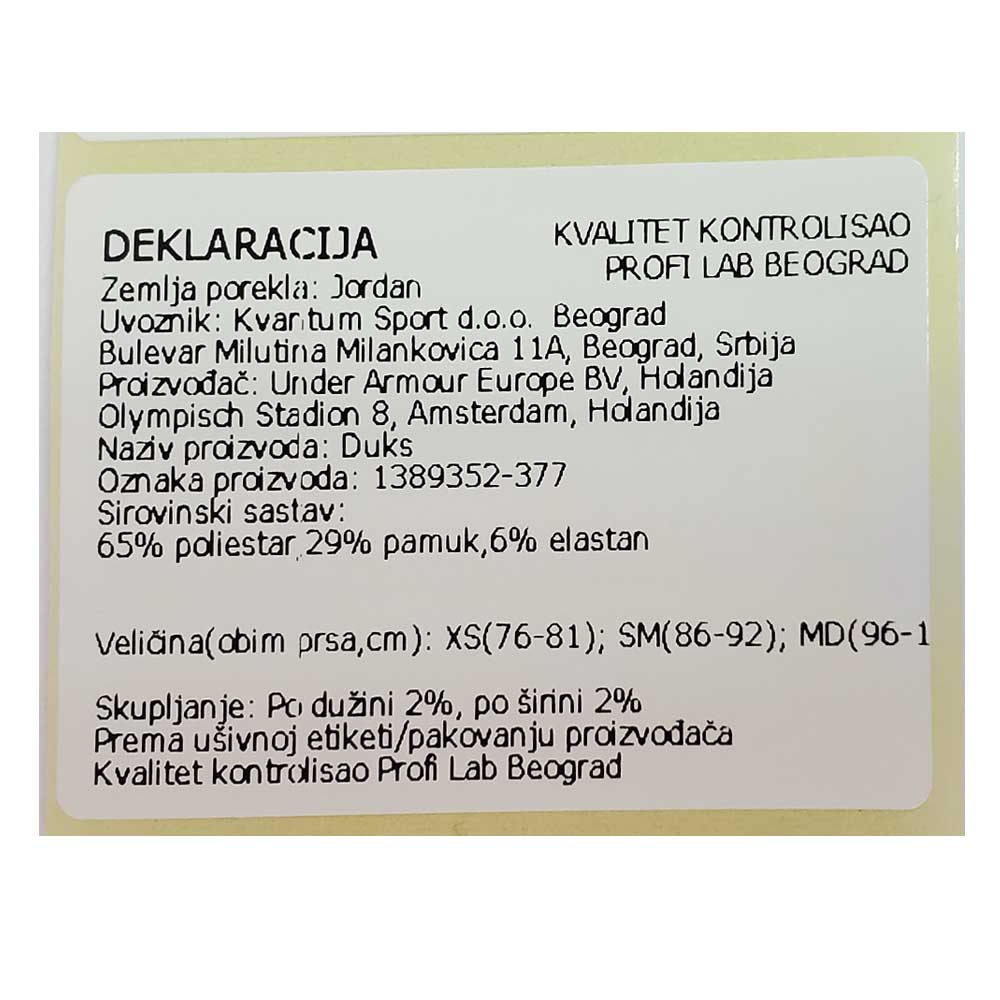 DEKLARACIJA
KVALITET KONTROLISAO
PROFI LAB BEOGRAD
Zemlja porekla: Jordan
Uvoznik: Kvantum Sport d.o.o. Beograd
Bulevar Milutina Milankovica 11A, Beograd, Srbija
Proizvođač: Under Armour Europe BV, Holandija
Olympisch Stadion 8, Amsterdam, Holandija
Naziv proizvoda: Duks
Oznaka proizvoda: 1389352-377
Sirovinski sastav:
65% poliestar,29% pamuk,6% elastan
Veličina(obim prsa,cm): XS(76-81); SM(86-92); MD(96-1
Skupljanje: Po dužini 2%, po širini 2%
Prema ušivnoj etiketi/pakovanju proizvođača
Kvalitet kontrolisao Profi Lab Beograd